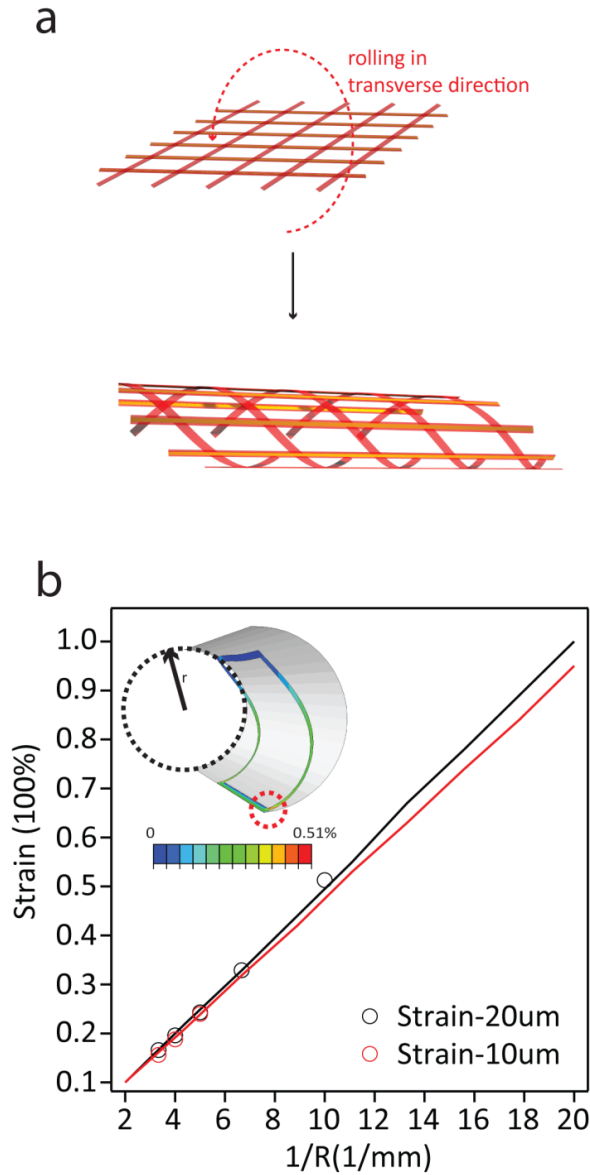 a
rolling in
transverse direction
b
r
0
0.51%
Strain (100%)
1.0
0.9
0.8
0.7
0.6
0.5
0.4
0.3
0.2
0.1
Strain-20um
Strain-10um
2 4 6 8 10 12 14 16 18 20
1/R(1/mm)